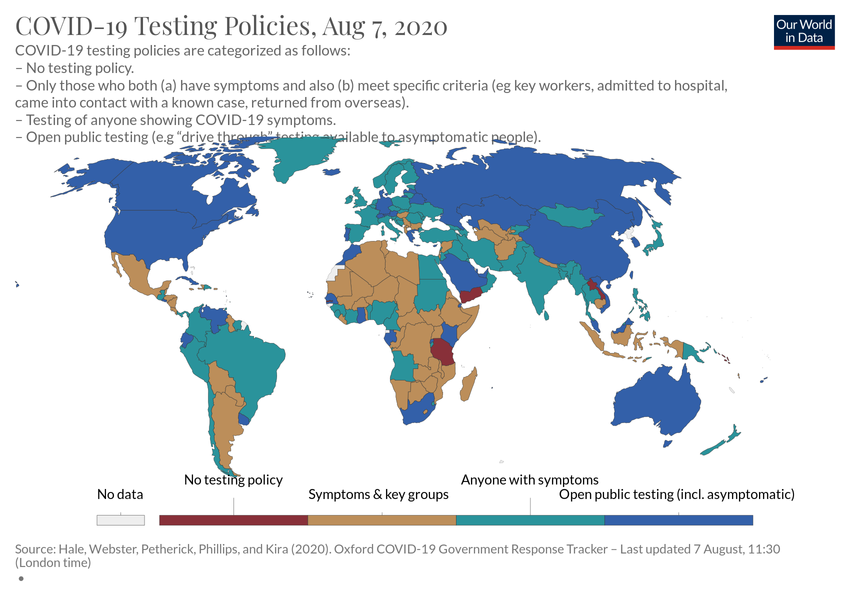 COVID-19 Testing Policies, Aug 7, 2020
Our World
in Data
COVID-19 testing policies are categorized as follows:
– No testing policy.
– Only those who both (a) have symptoms and also (b) meet specific criteria (eg key workers, admitted to hospital,
came into contact with a known case, returned from overseas).
– Testing of anyone showing COVID-19 symptoms.
– Open public testing (e.g “drive through” testing available to asymptomatic people).
No testing policy
Anyone with symptoms
No data
Symptoms & key groups
Open public testing (incl. asymptomatic)
Source: Hale, Webster, Petherick, Phillips, and Kira (2020). Oxford COVID-19 Government Response Tracker – Last updated 7 August, 11:30
(London time)